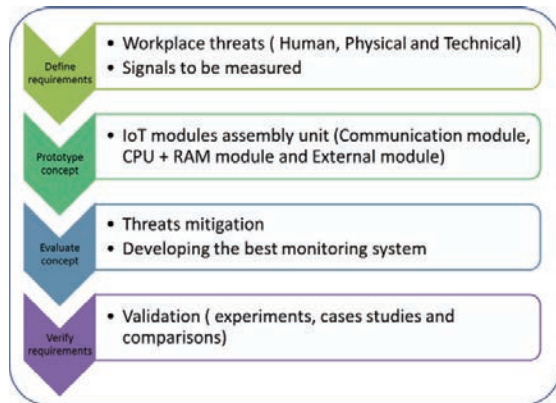 Define
requirements
• Workplace threats ( Human, Physical and Technical)
• Signals to be measured
Prototype
concept
• IoT modules assembly unit (Communication module,
CPU + RAM module and External module)
Evaluate
concept
• Threats mitigation
• Developing the best monitoring system
Verify
requirements
• Validation ( experiments, cases studies and
comparisons)